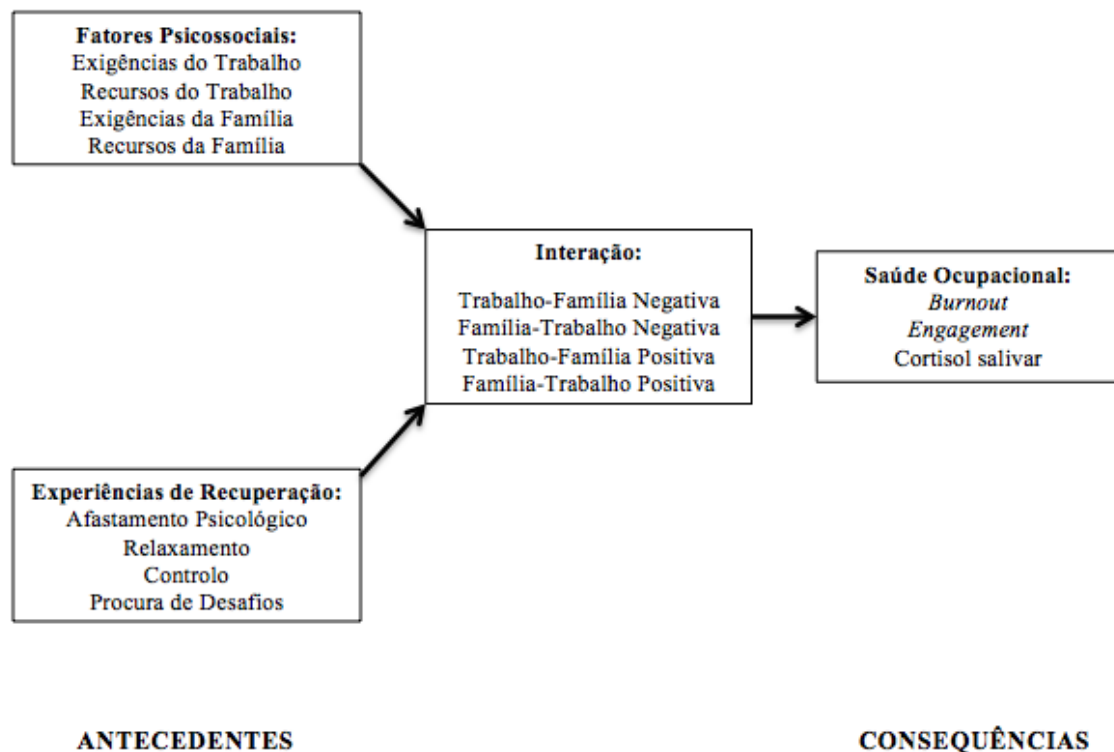 Fatores Psicossociais:
Exigências do Trabalho
Recursos do Trabalho
Exigências da Família
Recursos da Família
Interação:
Trabalho-Família Negativa
Família-Trabalho Negativa
Trabalho-Família Positiva
Família-Trabalho Positiva
Saúde Ocupacional:
Burnout
Engagement
Cortisol salivar
Experiências de Recuperação:
Afastamento Psicológico
Relaxamento
Controlo
Procura de Desafios
ANTECEDENTES
CONSEQUÊNCIAS